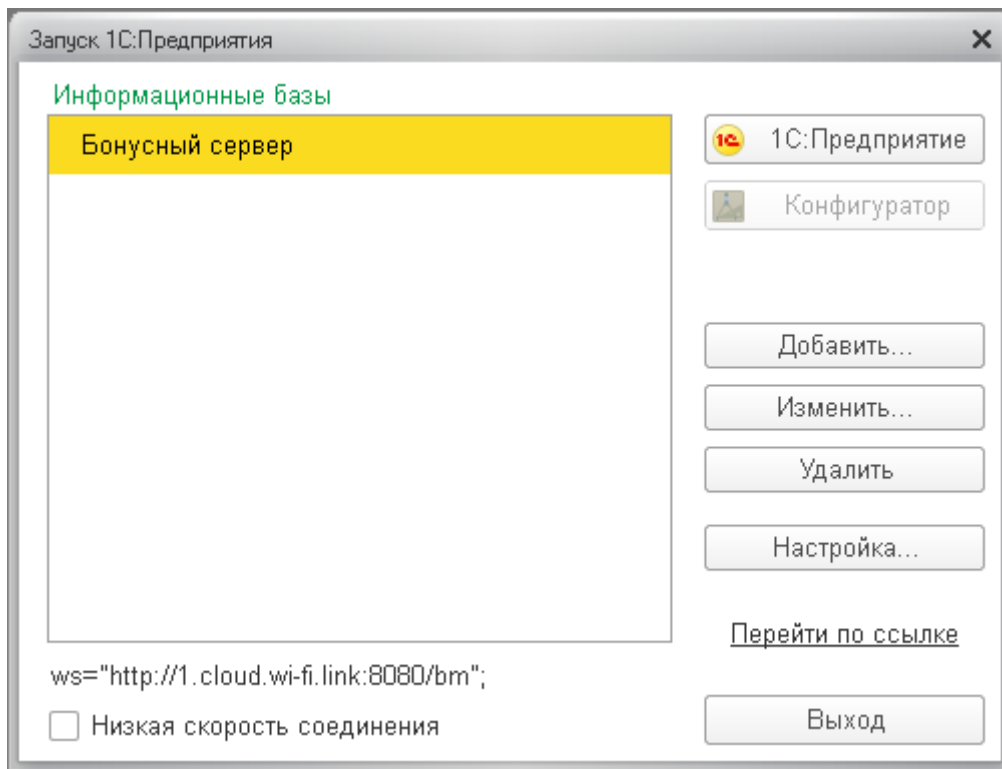 Запуск 1С:Предприятия
Информационные базы
Бонусный сервер
1С:Предприятие
Конфигуратор
Добавить...
Изменить...
Удалить
Настройка...
Перейти по ссылке
ws="http://1.cloud.wi-fi.link:8080/bm";
Низкая скорость соединения
Выход